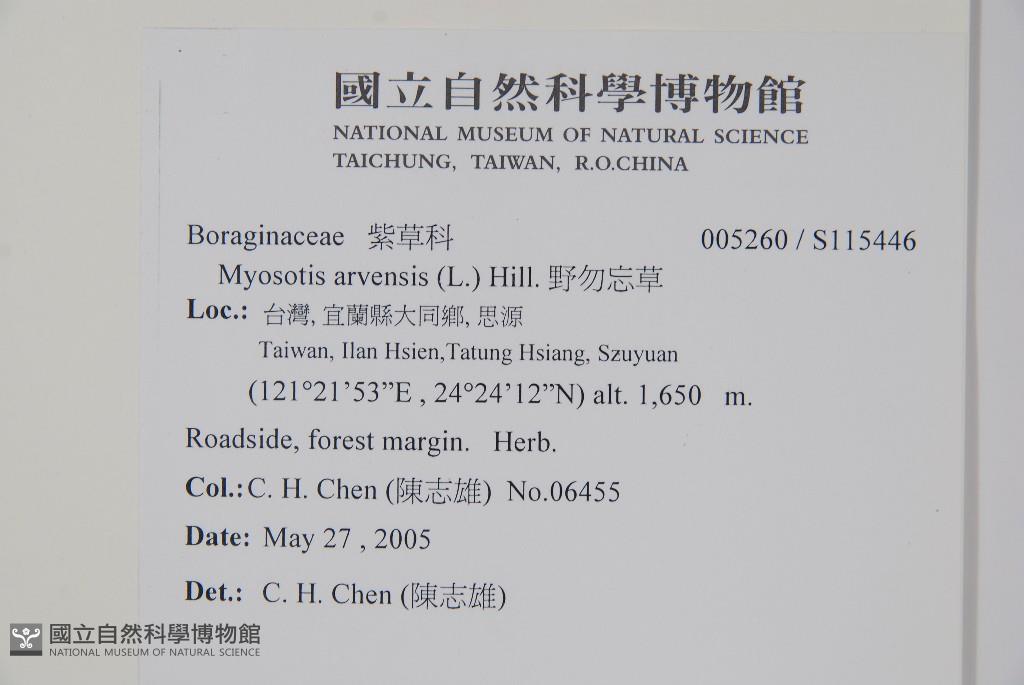 國立自然科學博物館
NATIONAL MUSEUM OF NATURAL SCIENCE
TAICHUNG, TAIWAN, R.O.CHINA
Boraginaceae 紫草科 005260 / S115446
Myosotis arvensis (L.) Hill. 野勿忘草
Loc.: 台灣, 宜蘭縣大同鄉, 思源
Taiwan, Ilan Hsien,Tatung Hsiang, Szuyuan
(121°21’53”E , 24°24’12”N) alt. 1,650 m.
Roadside, forest margin. Herb.
Col.: C. H. Chen (陳志雄) No.06455
Date: May 27 , 2005
Det.: C. H. Chen (陳志雄)
國立自然科學博物館
NATIONAL MUSEUM OF NATURAL SCIENCE